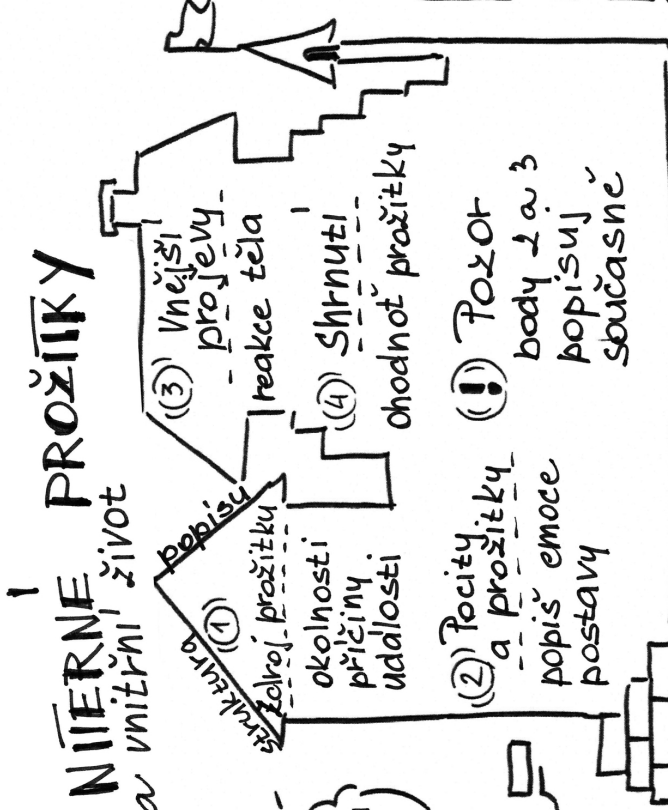 NITERNÉ PROŽITKY
a vnitřní život
struktura popisu
(1)
zdroj prožitku
okolnosti
příčiny
události
(2) Pocity
a prožitky
popiš emoce
postavy
(3) Vnější
projevy
reakce těla
(4) Shrnutí
ohodnoť prožitky
(!) POZOR
body 2 a 3
popisuj
současně